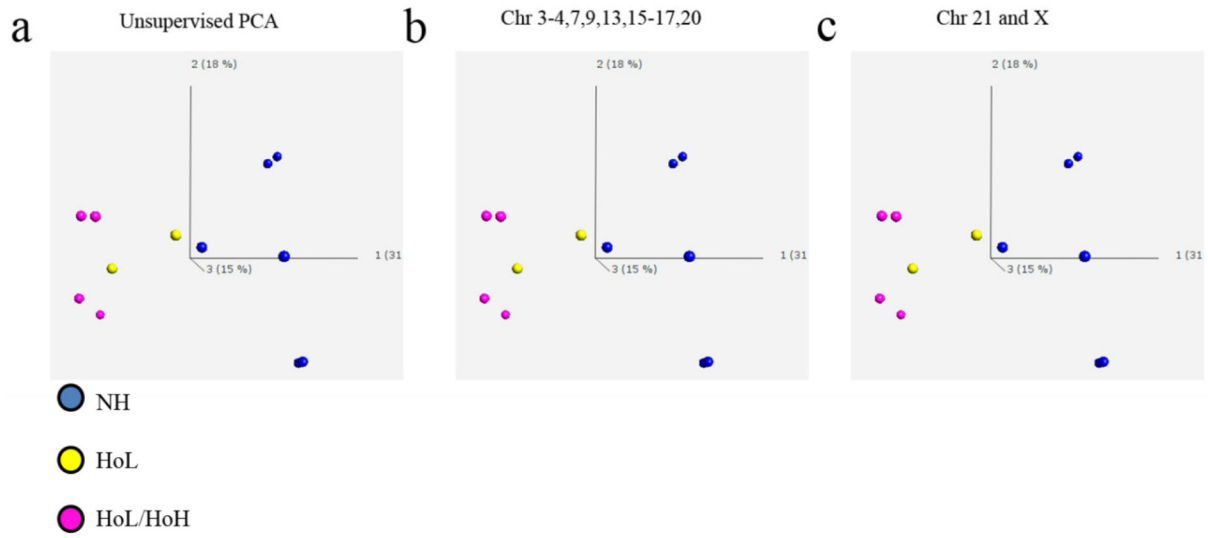 a
Unsupervised PCA
2 (18 %)
1 (31
3 (15 %)
b
Chr 3-4,7,9,13,15-17,20
2 (18 %)
1 (31
3 (15 %)
c
Chr 21 and X
2 (18 %)
1 (31
3 (15 %)
NH
HoL
HoL/HoH